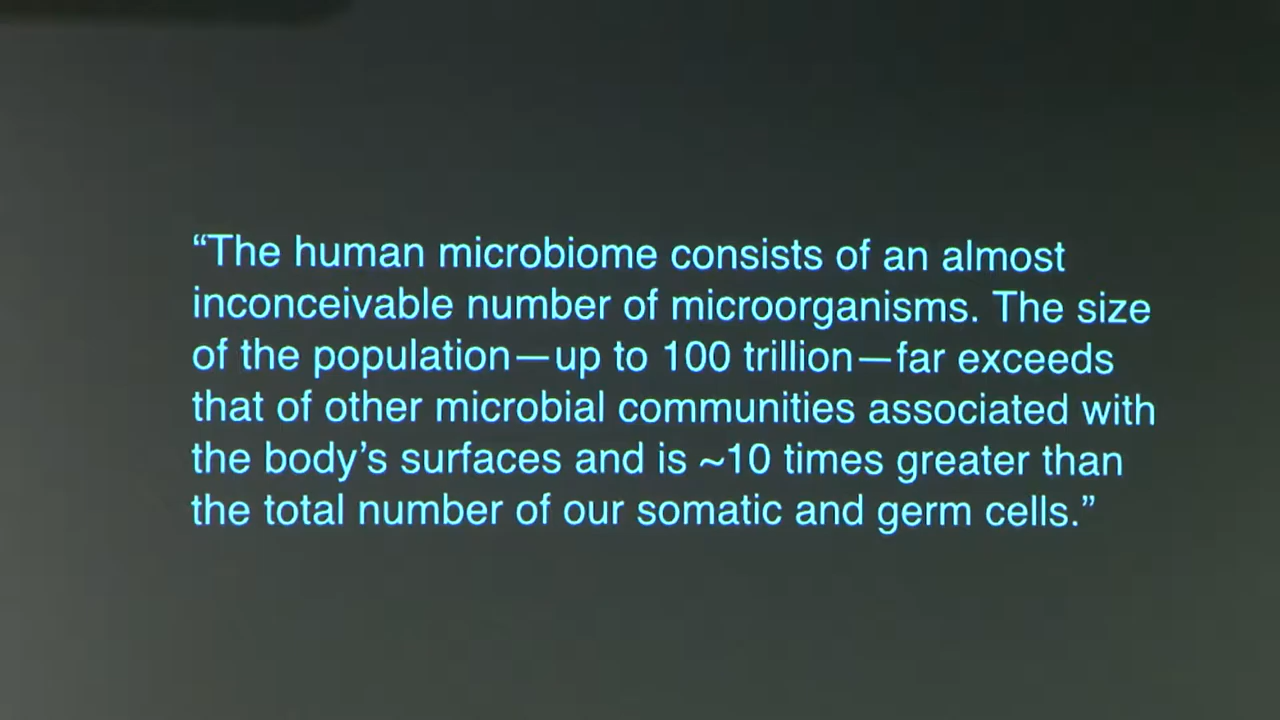 “The human microbiome consists of an almost
inconceivable number of microorganisms. The size
of the population—up to 100 trillion—far exceeds
that of other microbial communities associated with
the body’s surfaces and is ~10 times greater than
the total number of our somatic and germ cells.”